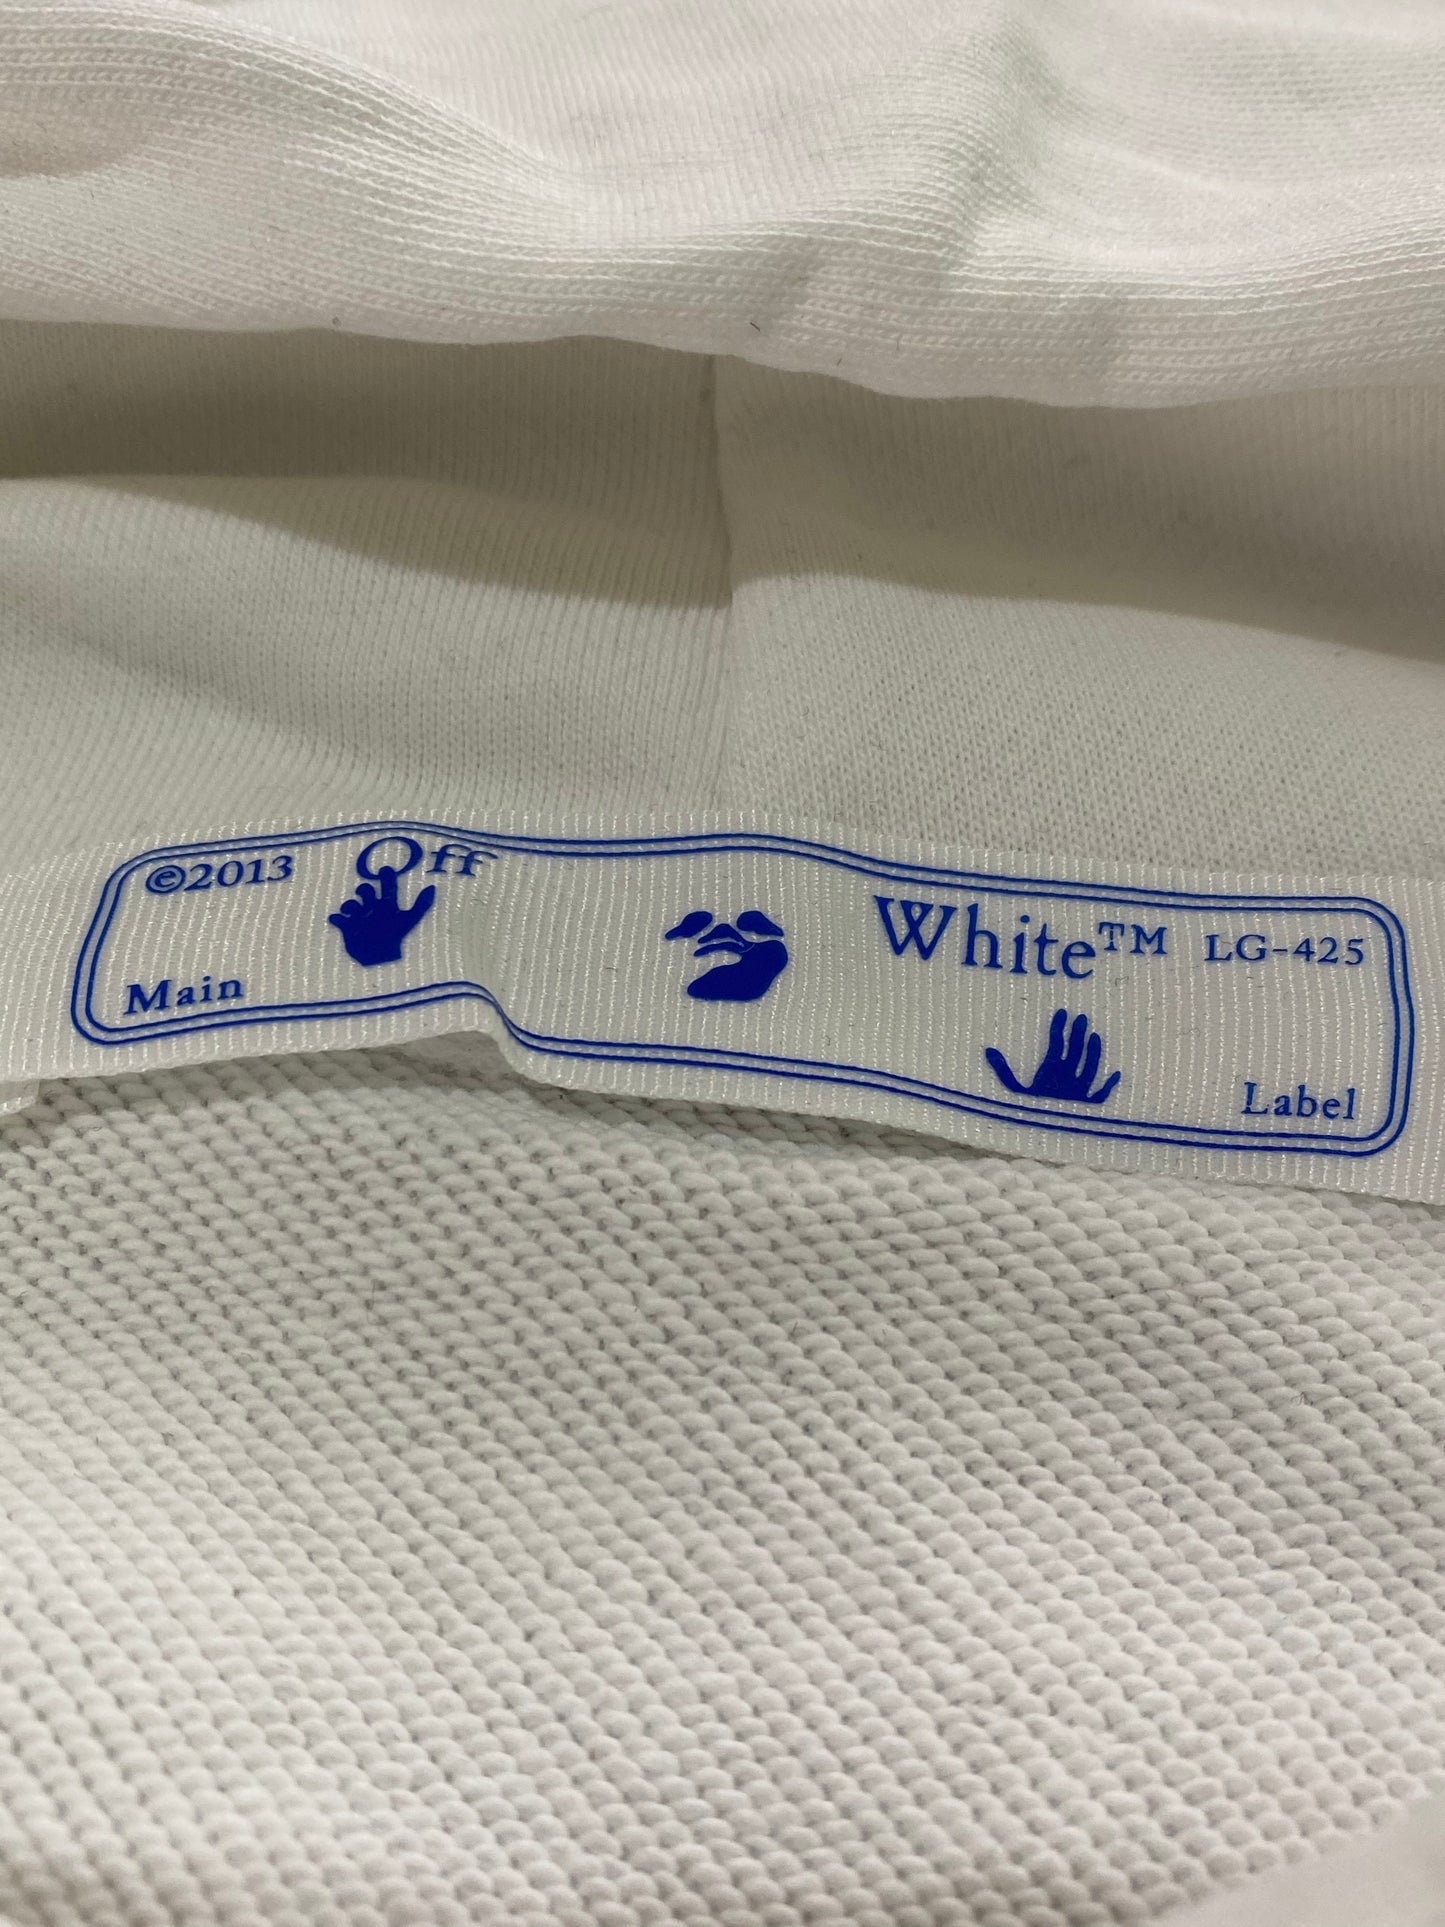 ©2013 Off White™ LG-425
Main Label